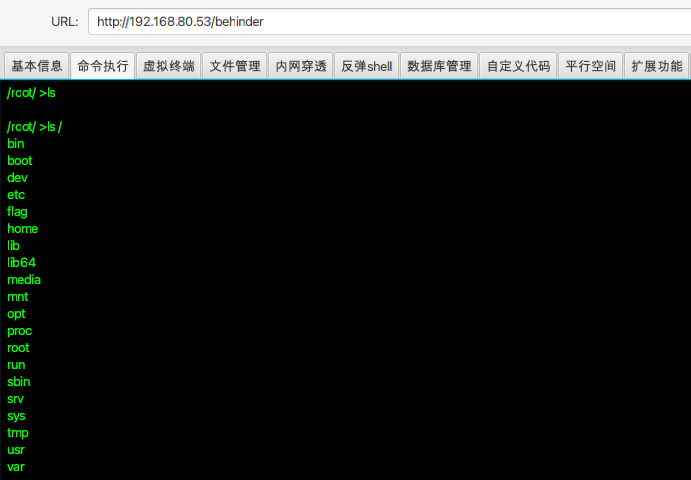 URL: http://192.168.80.53/behinder
基本信息 命令执行 虚拟终端 文件管理 内网穿透 反弹shell 数据库管理 自定义代码 平行空间 扩展功能
/root/ >ls
/root/ >ls /
bin
boot
dev
etc
flag
home
lib
lib64
media
mnt
opt
proc
root
run
sbin
srv
sys
tmp
usr
var